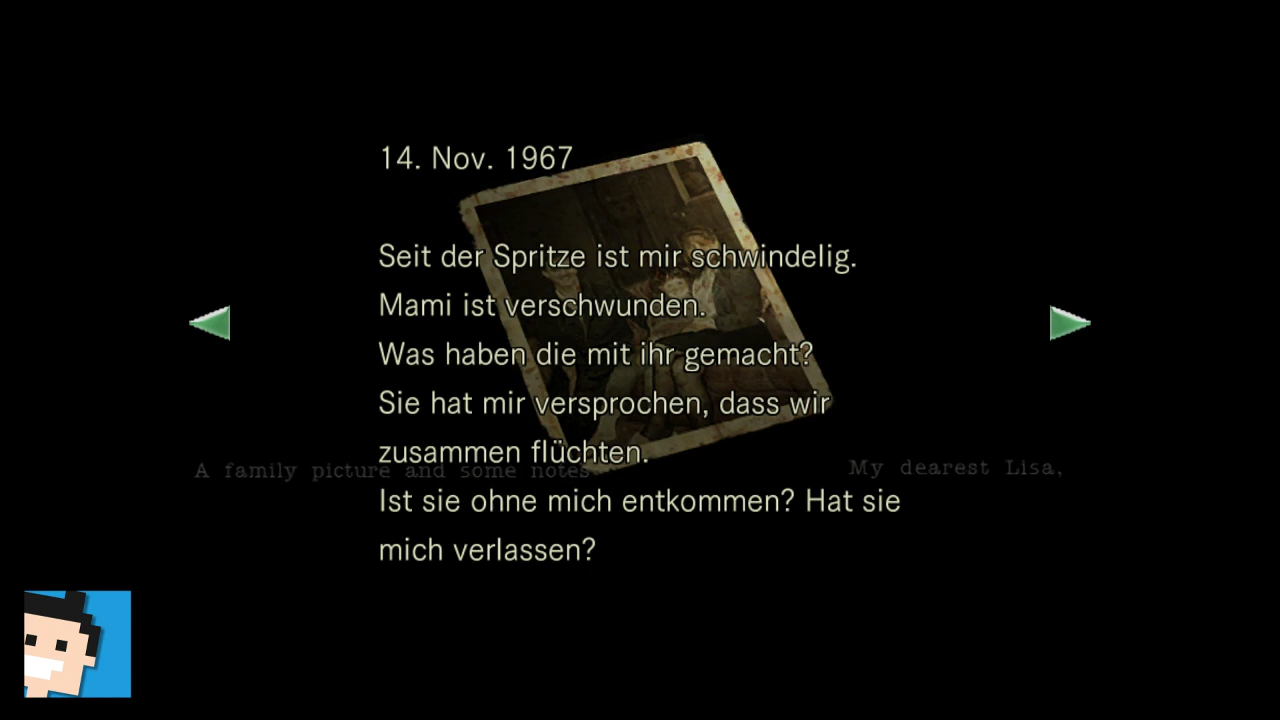 14. Nov. 1967
Seit der Spritze ist mir schwindelig.
Mami ist verschwunden.
Was haben die mit ihr gemacht?
Sie hat mir versprochen, dass wir
zusammen flüchten.
A family picture and some notes
My dearest Lisa,
Ist sie ohne mich entkommen? Hat sie
mich verlassen?